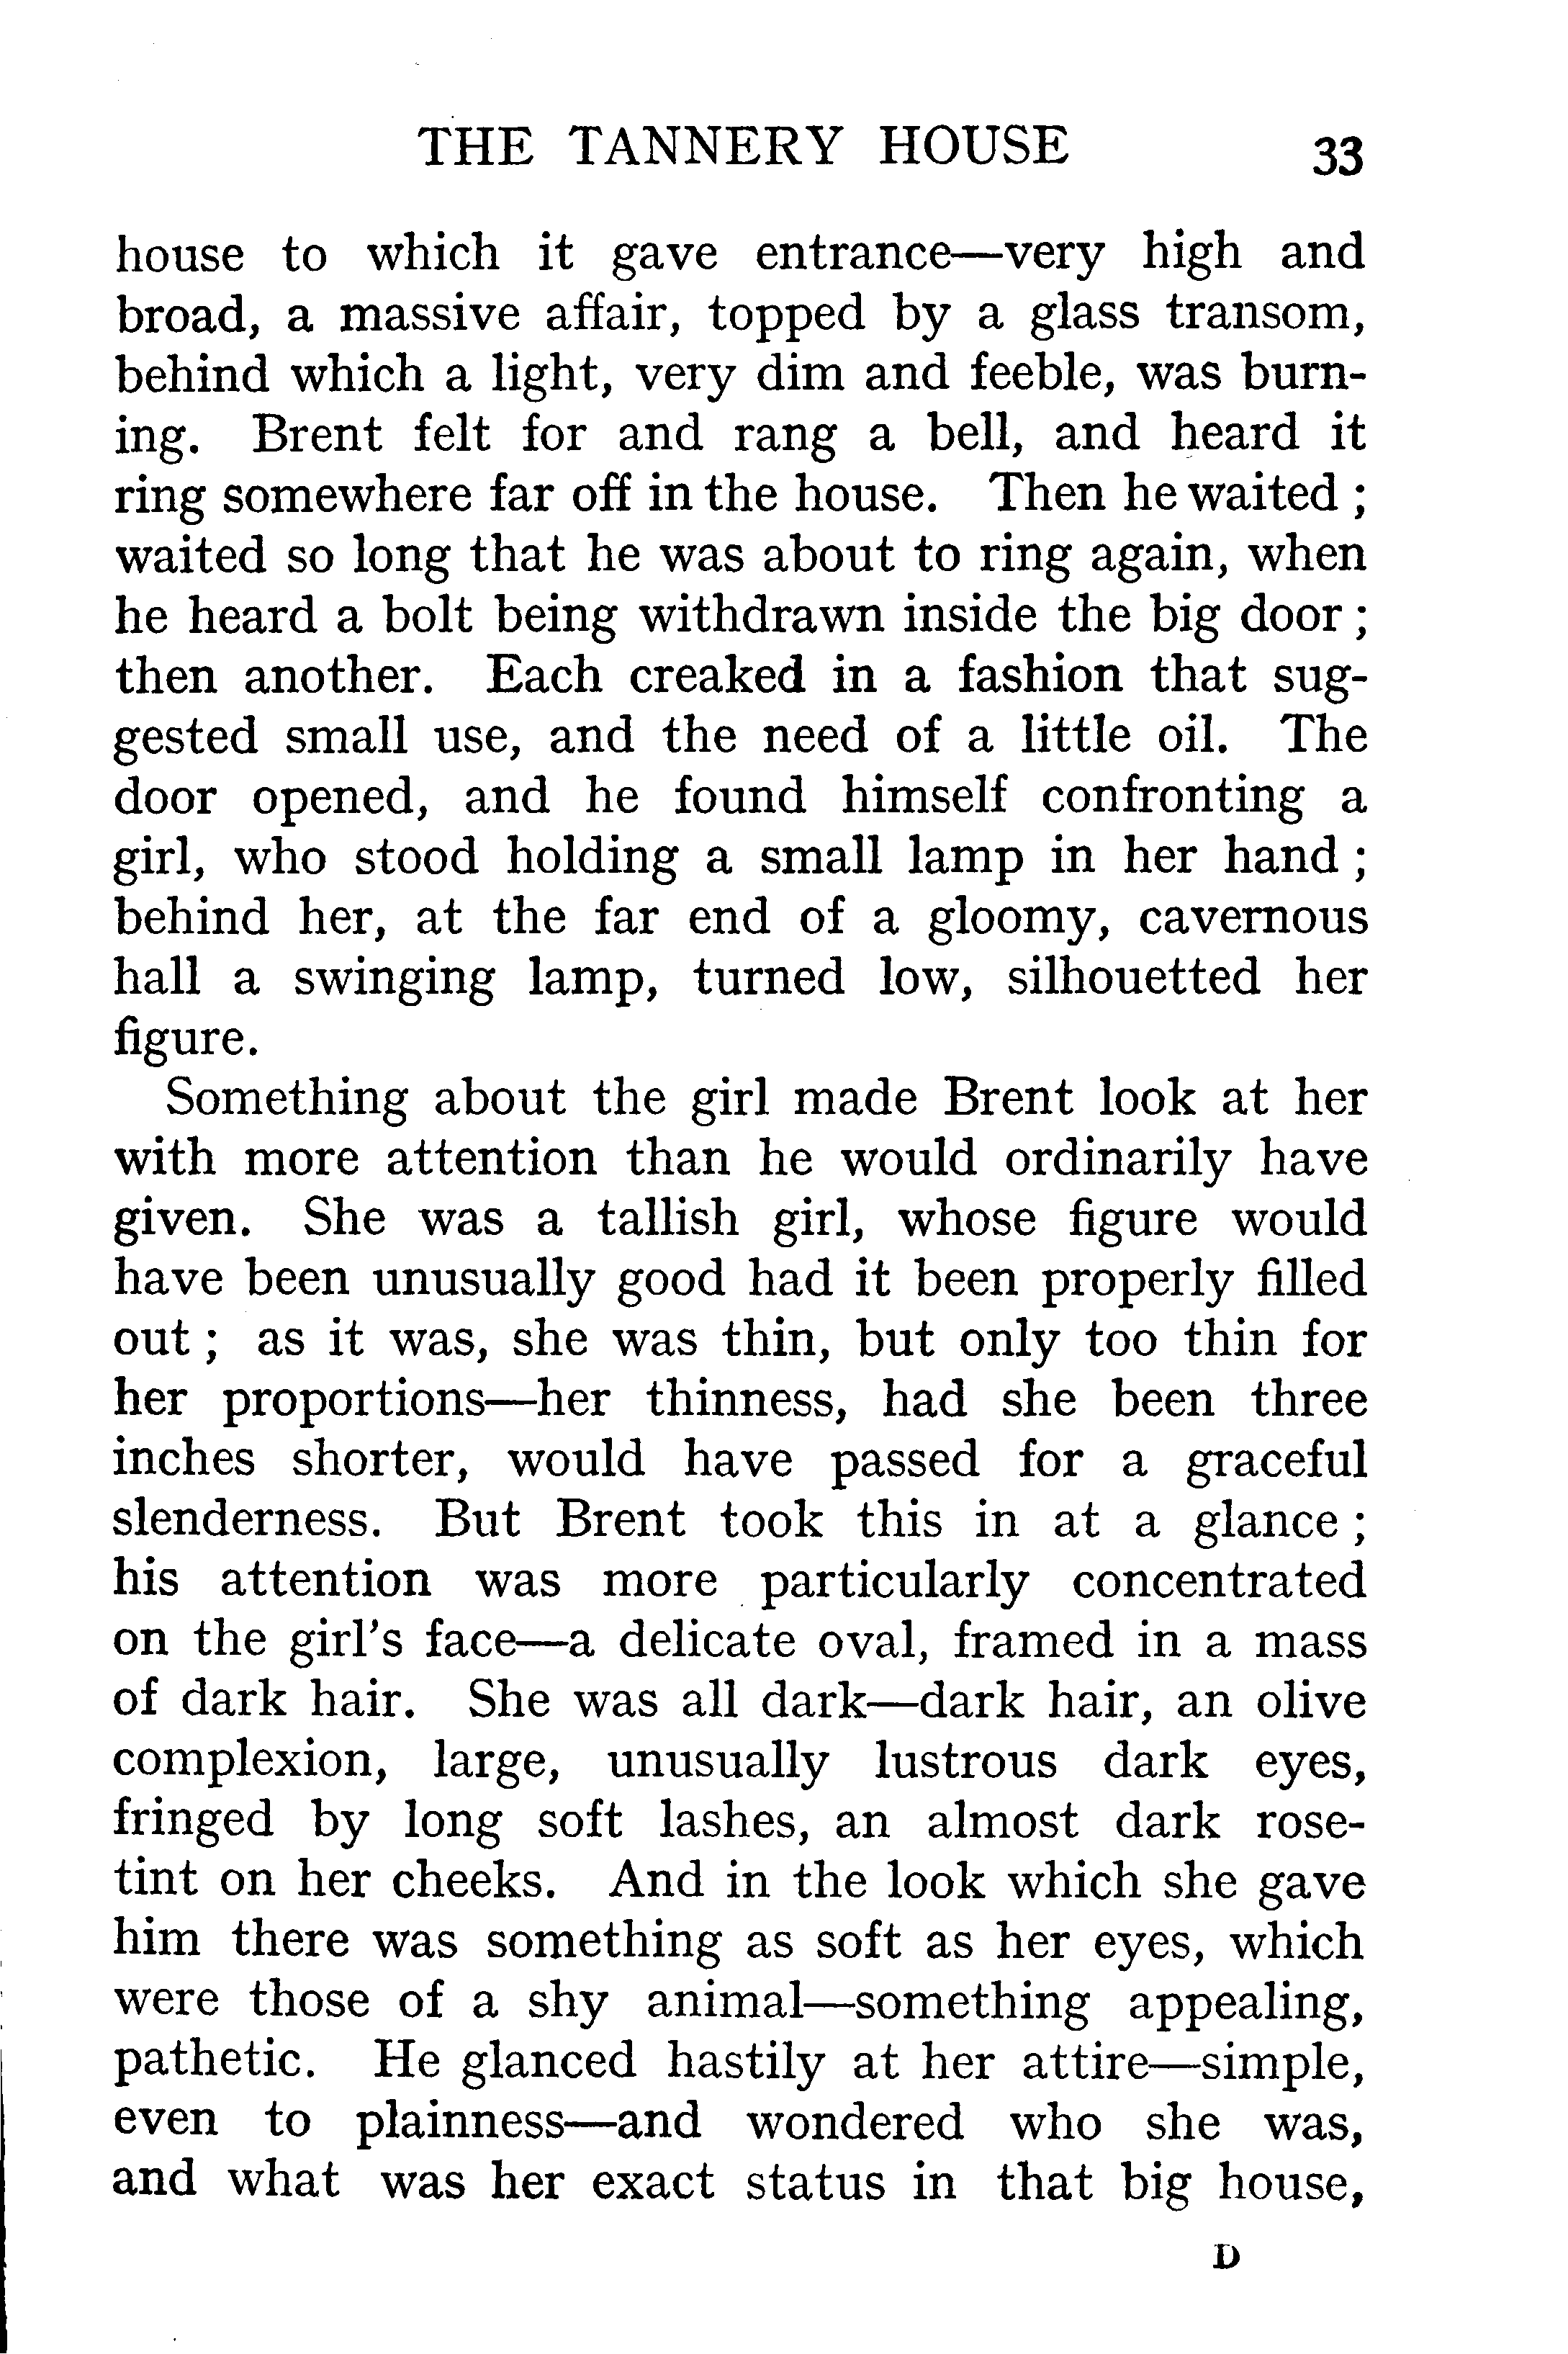 THE TANNERY HOUSE 33
house to which it gave entrance—very high and
broad, a massive affair, topped by a glass transom,
behind which a light, very dim and feeble, was burn-
ing. Brent felt for and rang a bell, and heard it
ring somewhere far off in the house. Then he waited ;
waited so long that he was about to ring again, when
he heard a bolt being withdrawn inside the big door ;
then another. Each creaked in a fashion that sug-
gested small use, and the need of a little oil. The
door opened, and he found himself confronting a
girl, who stood holding a small lamp in her hand ;
behind her, at the far end of a gloomy, cavernous
hall a swinging lamp, turned low, silhouetted her
figure.
Something about the girl made Brent look at her
with more attention than he would ordinarily have
given. She was a tallish girl, whose figure would
have been unusually good had it been properly filled
out ; as it was, she was thin, but only too thin for
her proportions—her thinness, had she been three
inches shorter, would have passed for a graceful
slenderness. But Brent took this in at a glance ;
his attention was more particularly concentrated
on the girl's face—a delicate oval, framed in a mass
of dark hair. She was all dark—dark hair, an olive
complexion, large, unusually lustrous dark eyes,
fringed by long soft lashes, an almost dark rose-
tint on her cheeks. And in the look which she gave
him there was something as soft as her eyes, which
were those of a shy animal—something appealing,
pathetic. He glanced hastily at her attire—simple,
even to plainness—and wondered who she was,
and what was her exact status in that big house,
D